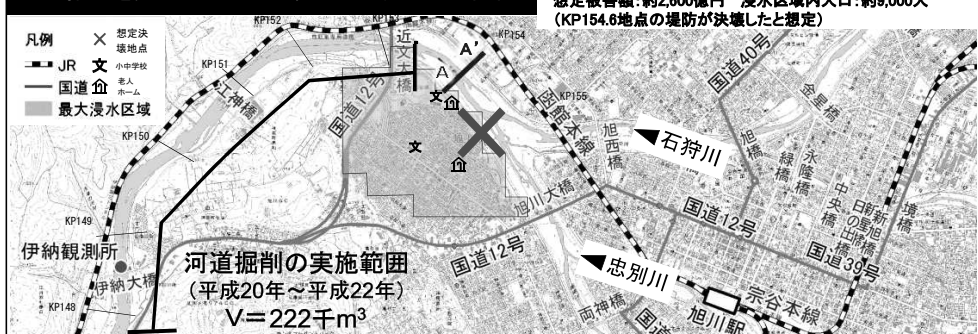 想定被害額：約2,600億円　浸水区域内人口：約9,000人
（KP154.6地点の堤防が決壊したと想定）
凡例
想定決壊地点
JR
小中学校
国道
老人ホーム
最大浸水区域
KP152
KP151
KP150
KP149
KP148
KP154
KP155
近文大橋
江神橋
国道12号
A'
A
函館本線
旭西橋
石狩川
国道40号
金星橋
旭橋
緑橋
永隆橋
中央橋
新旭橋
境橋
旭川大橋
国道12号
国道12号
国道39号
忠別川
両神橋
旭川駅
宗谷本線
伊納観測所
伊納大橋
河道掘削の実施範囲
（平成20年～平成22年）
V＝222千m³